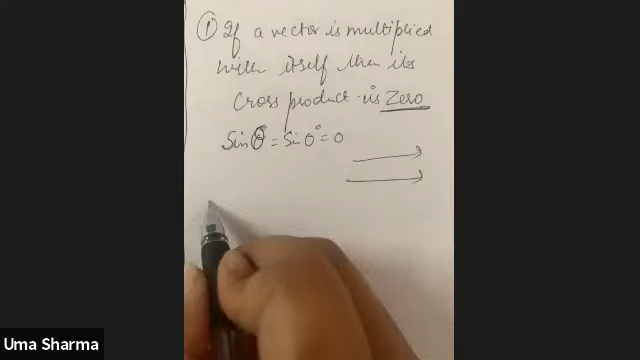 ① If a vector is multiplied
with itself then its
Cross product is Zero
Sin θ = Sin 0° = 0
Uma Sharma